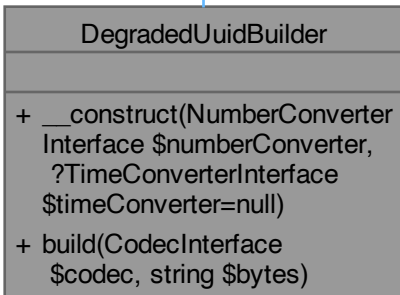 DegradedUuidBuilder
+ __construct(NumberConverter
Interface $numberConverter,
?TimeConverterInterface
$timeConverter=null)
+ build(CodecInterface
$codec, string $bytes)